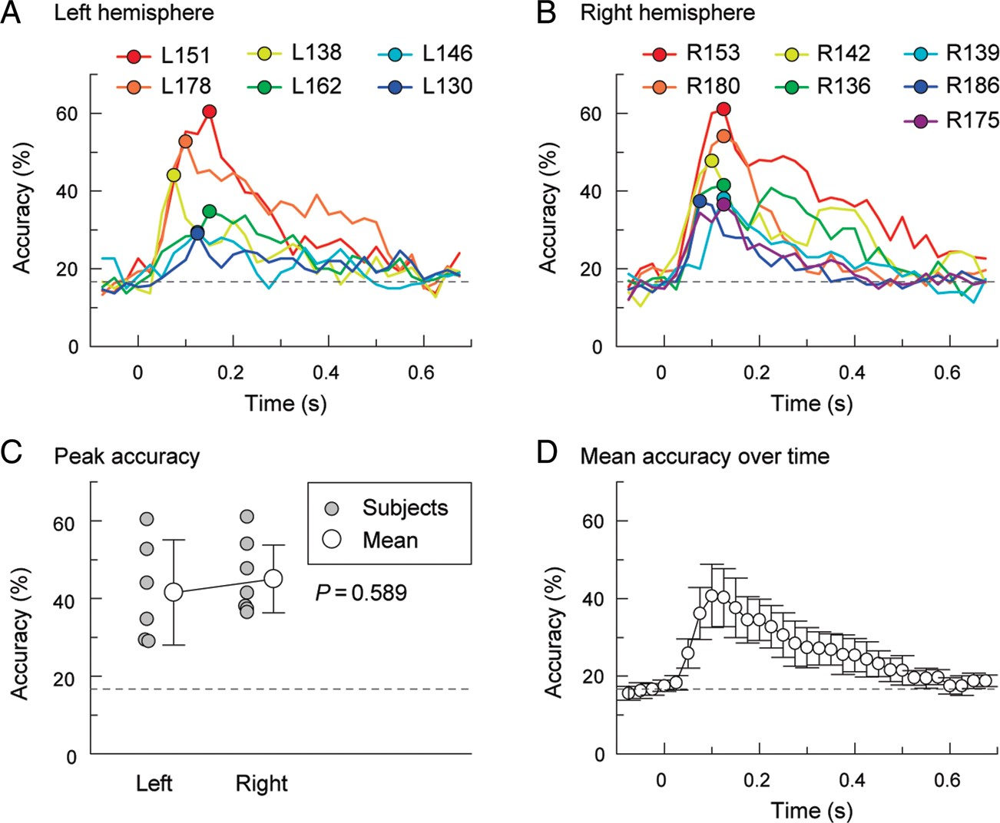 A Left hemisphere
L151 L138 L146
L178 L162 L130
60
40
20
0
Accuracy (%)
0 0.2 0.4 0.6
Time (s)
B Right hemisphere
R153 R142 R139
R180 R136 R186
R175
60
40
20
0
Accuracy (%)
0 0.2 0.4 0.6
Time (s)
C Peak accuracy
Subjects
Mean
P = 0.589
60
40
20
0
Accuracy (%)
Left Right
D Mean accuracy over time
60
40
20
0
Accuracy (%)
0 0.2 0.4 0.6
Time (s)